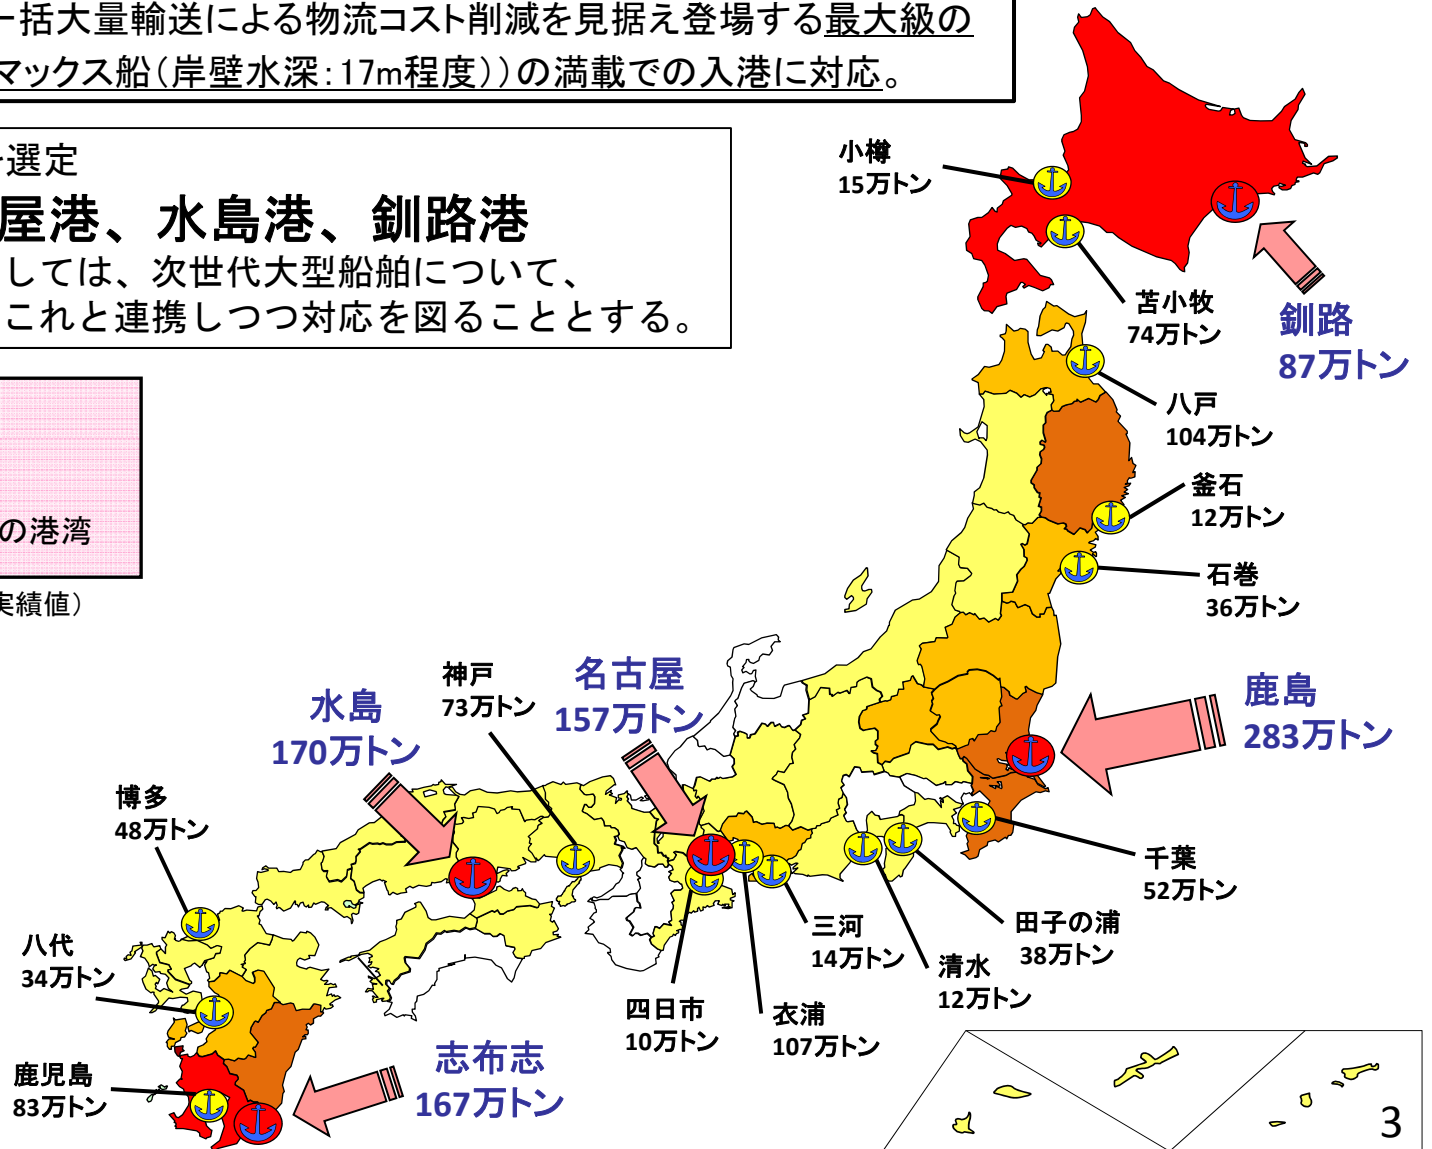 一括大量輸送による物流コスト削減を見据え登場する最大級の
マックス船(岸壁水深:17m程度))の満載での入港に対応。
選定
屋港、水島港、釧路港
しては、次世代大型船舶について、
これと連携しつつ対応を図ることとする。
の港湾
実績値)
小樽
15万トン
苫小牧
74万トン
釧路
87万トン
八戸
104万トン
釜石
12万トン
石巻
36万トン
鹿島
283万トン
名古屋
157万トン
神戸
73万トン
水島
170万トン
博多
48万トン
八代
34万トン
鹿児島
83万トン
志布志
167万トン
四日市
10万トン
衣浦
107万トン
三河
14万トン
清水
12万トン
田子の浦
38万トン
千葉
52万トン
3